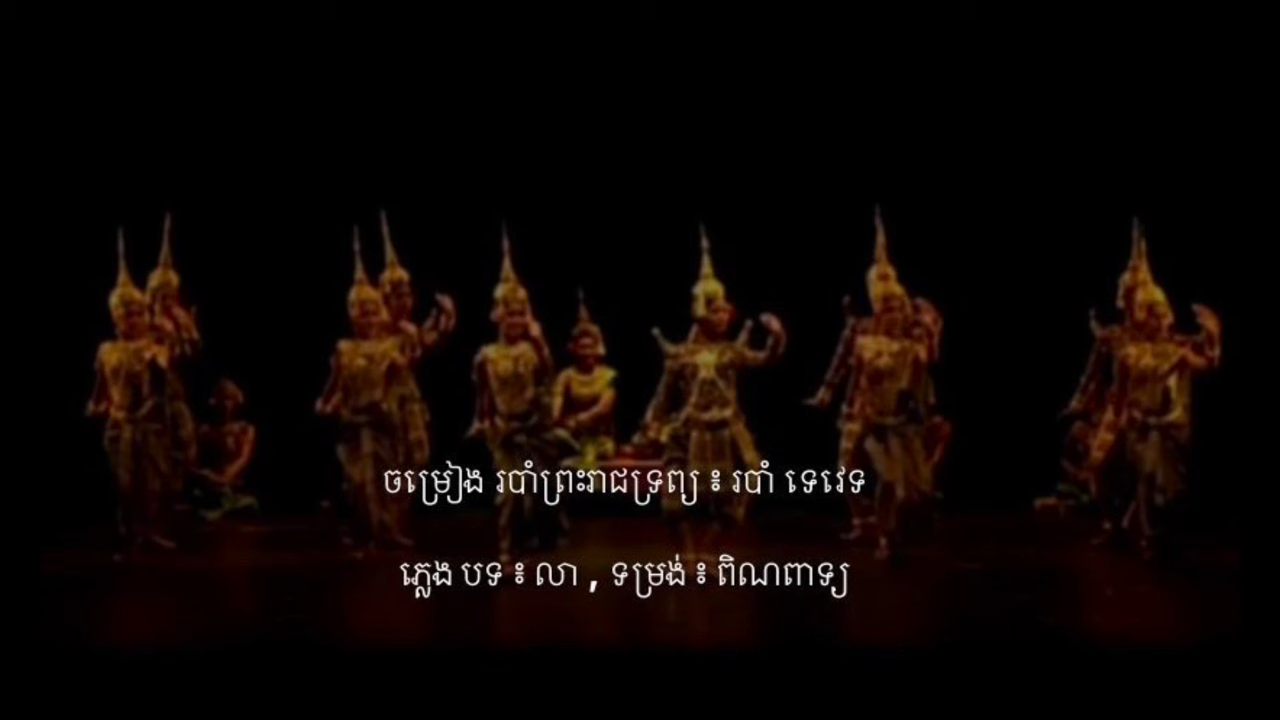 ចម្រៀង របាំព្រះរាជទ្រព្យ ៖ របាំ ទេវេទ
ភ្លេង បទ ៖ លា , ទម្រង់ ៖ ពិណពាទ្យ